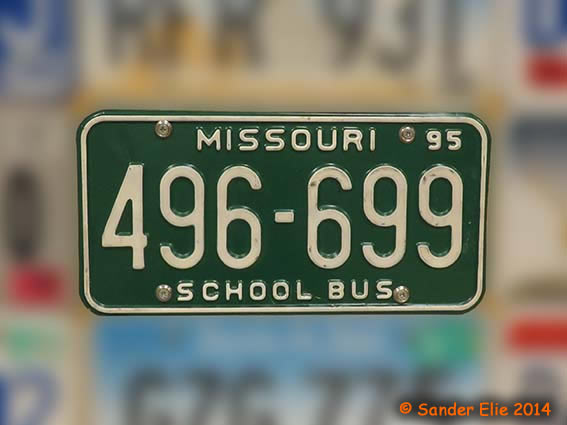 MISSOURI 95
496-699
SCHOOL BUS
© Sander Elie 2014